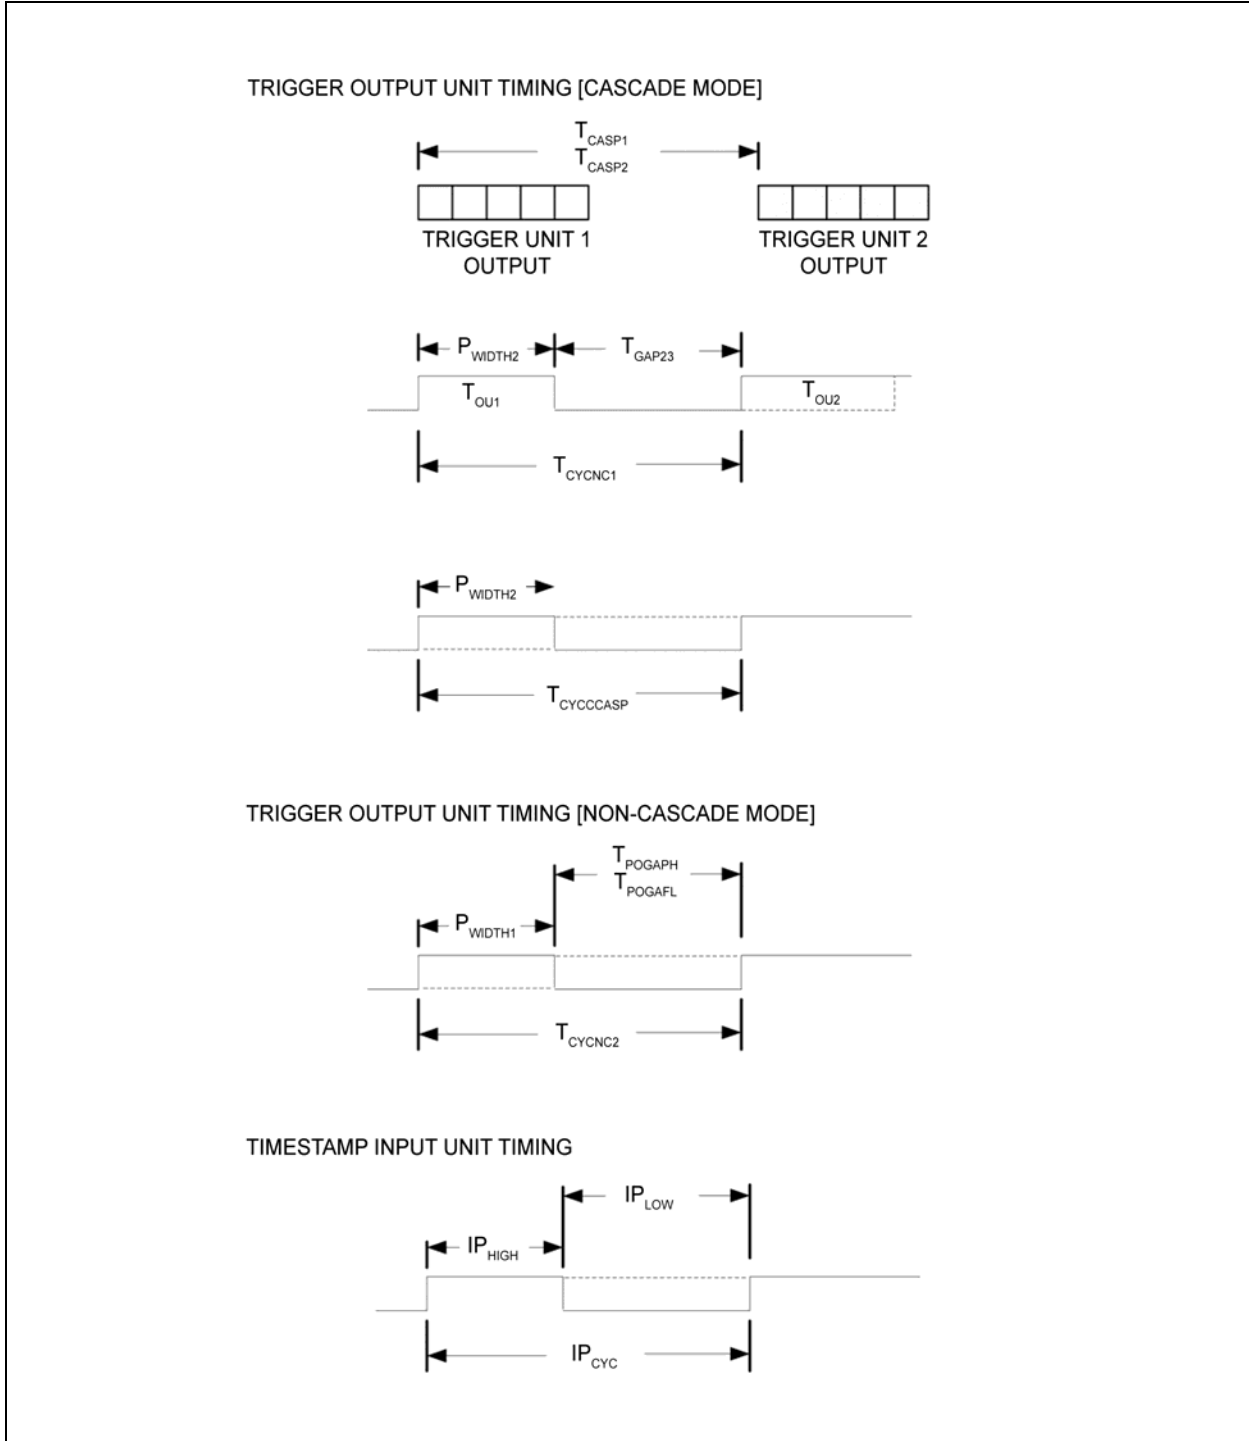 TRIGGER OUTPUT UNIT TIMING [CASCADE MODE]
TCASP1
TCASP2
TRIGGER UNIT 1
OUTPUT
TRIGGER UNIT 2
OUTPUT
PWIDTH2
TGAP23
TOU1
TOU2
TCYCNC1
PWIDTH2
TCYCCCASP
TRIGGER OUTPUT UNIT TIMING [NON-CASCADE MODE]
TPOGAPH
TPOGAFL
PWIDTH1
TCYCNC2
TIMESTAMP INPUT UNIT TIMING
IPLOW
IPHIGH
IPCYC